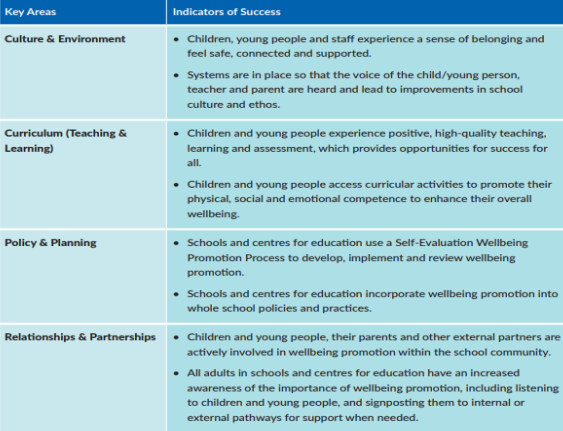 Key Areas
Indicators of Success
Culture & Environment
• Children, young people and staff experience a sense of belonging and
feel safe, connected and supported.
• Systems are in place so that the voice of the child/young person,
teacher and parent are heard and lead to improvements in school
culture and ethos.
Curriculum (Teaching &
Learning)
• Children and young people experience positive, high-quality teaching,
learning and assessment, which provides opportunities for success for
all.
• Children and young people access curricular activities to promote their
physical, social and emotional competence to enhance their overall
wellbeing.
Policy & Planning
• Schools and centres for education use a Self-Evaluation Wellbeing
Promotion Process to develop, implement and review wellbeing
promotion.
• Schools and centres for education incorporate wellbeing promotion into
whole school policies and practices.
Relationships & Partnerships
• Children and young people, their parents and other external partners are
actively involved in wellbeing promotion within the school community.
• All adults in schools and centres for education have an increased
awareness of the importance of wellbeing promotion, including listening
to children and young people, and signposting them to internal or
external pathways for support when needed.